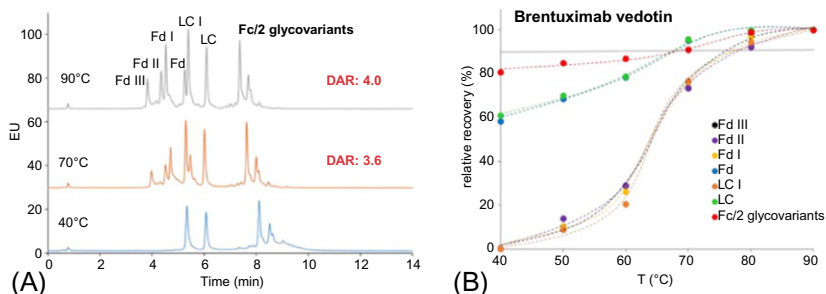 (A)
EU
100
80
60
40
20
0
90°C
70°C
40°C
Fd III
Fd II
Fd I
Fd
LC I
LC
Fc/2 glycovariants
DAR: 4.0
DAR: 3.6
0 2 4 6 8 10 12 14
Time (min)
(B)
Brentuximab vedotin
relative recovery (%)
100
80
60
40
20
0
Fd III
Fd II
Fd I
Fd
LC I
LC
Fc/2 glycovariants
40 50 60 70 80 90
T (°C)